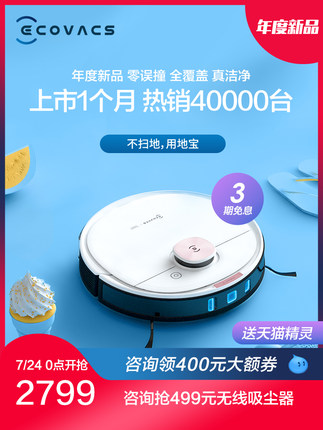 ECOVACS
年度新品
年度新品 零误撞 全覆盖 真洁净
上市1个月 热销40000台
不扫地，用地宝
3
期免息
送天猫精灵
7/24 0点开抢
2799
咨询领400元大额券
咨询抢499元无线吸尘器